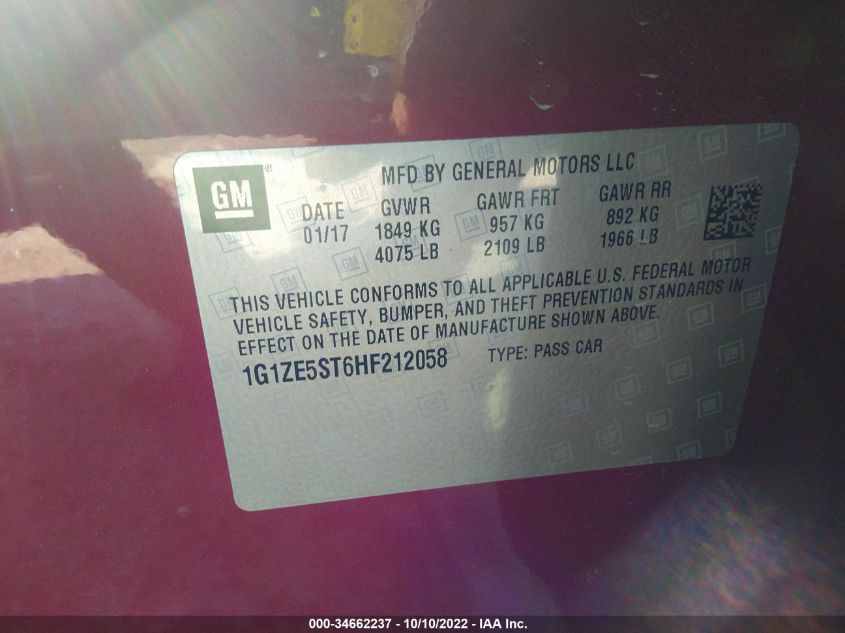 GM ®
MFD BY GENERAL MOTORS LLC
DATE GVWR GAWR FRT GAWR RR
01/17 1849 KG 957 KG 892 KG
4075 LB 2109 LB 1966 LB
THIS VEHICLE CONFORMS TO ALL APPLICABLE U.S. FEDERAL MOTOR
VEHICLE SAFETY, BUMPER, AND THEFT PREVENTION STANDARDS IN
EFFECT ON THE DATE OF MANUFACTURE SHOWN ABOVE.
1G1ZE5ST6HF212058 TYPE: PASS CAR
000-34662237 - 10/10/2022 - IAA Inc.